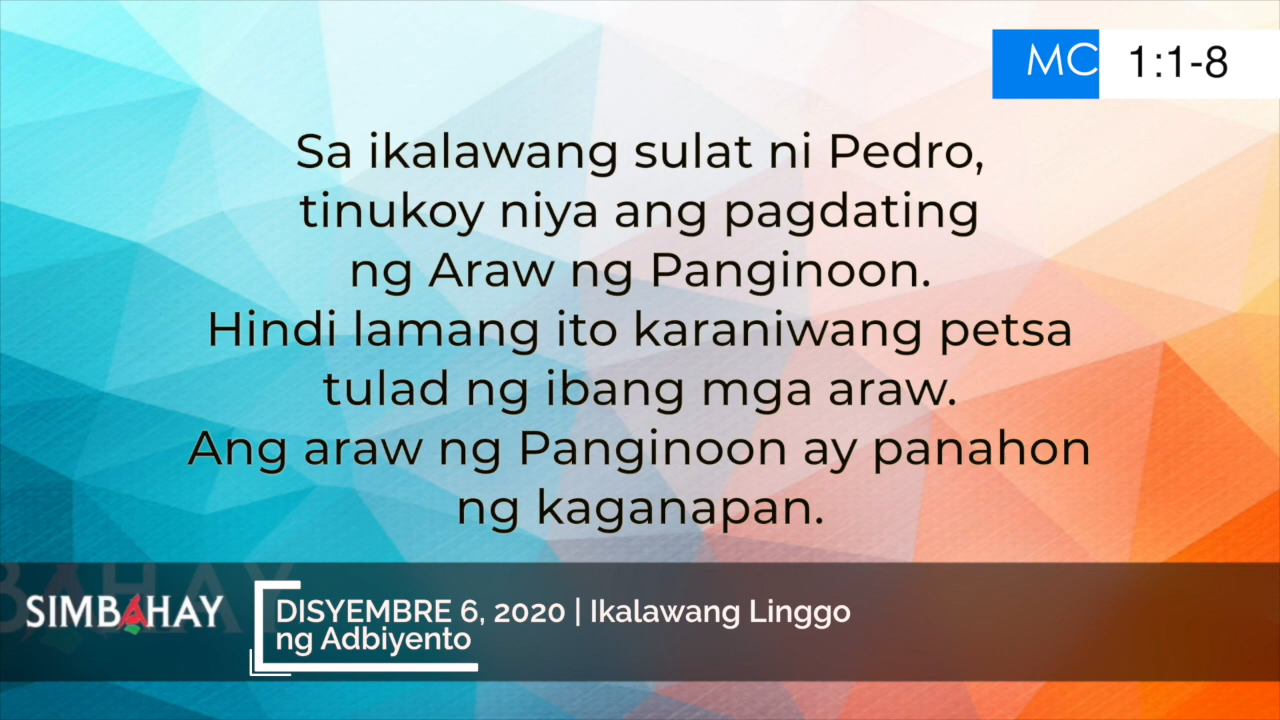 MC 1:1-8
Sa ikalawang sulat ni Pedro,
tinukoy niya ang pagdating
ng Araw ng Panginoon.
Hindi lamang ito karaniwang petsa
tulad ng ibang mga araw.
Ang araw ng Panginoon ay panahon
ng kaganapan.
SIMBAHAY
DISYEMBRE 6, 2020 | Ikalawang Linggo
ng Adbiyento